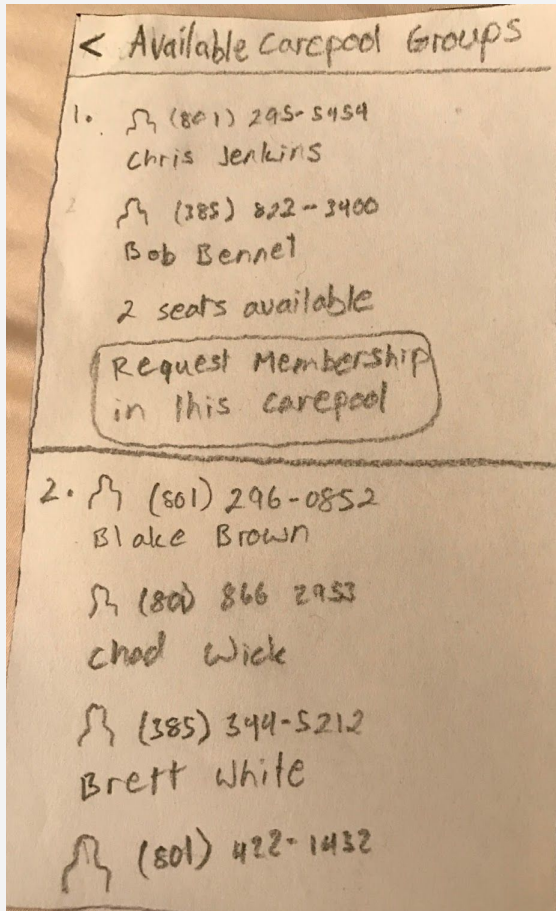 < Available Carepool Groups
1. (801) 295-5454
Chris Jenkins
2 (385) 822-3400
Bob Bennet
2 seats available
Request Membership
in this carepool
2. (801) 296-0852
Blake Brown
(801) 866 2953
Chad Wick
(385) 344-5212
Brett White
(801) 422-1432